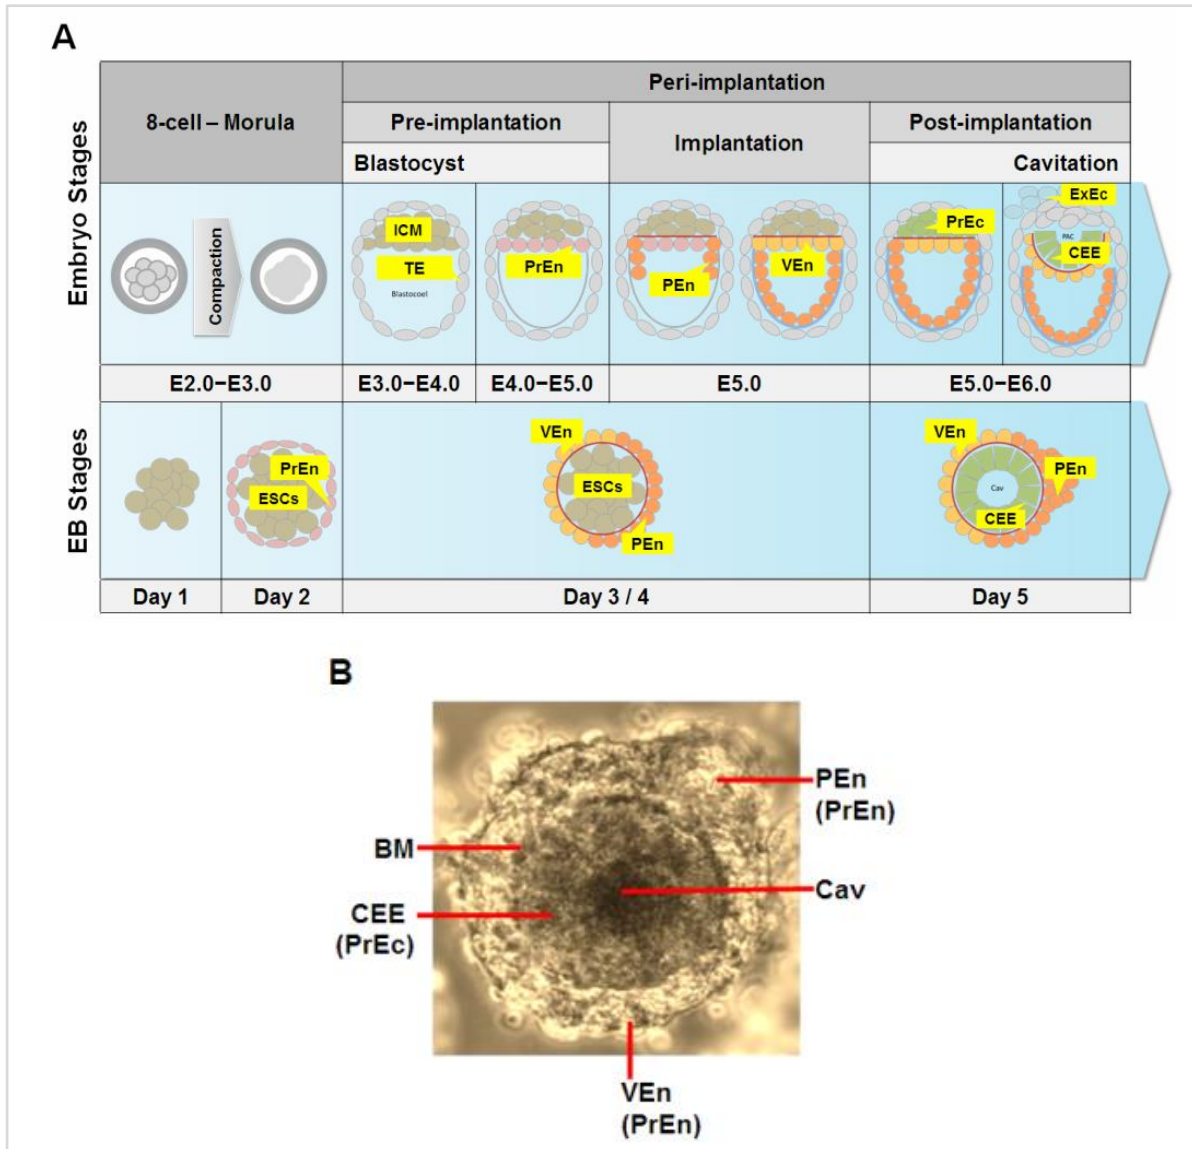 A
Embryo Stages
8-cell – Morula
Peri-implantation
Pre-implantation
Implantation
Post-implantation
Blastocyst
Cavitation
Compaction
ICM
TE
Blastocoel
PrEn
PEn
VEn
PrEc
ExEc
PAC
CEE
E2.0–E3.0
E3.0–E4.0
E4.0–E5.0
E5.0
E5.0–E6.0
EB Stages
PrEn
ESCs
VEn
ESCs
PEn
VEn
PEn
Cav
CEE
Day 1
Day 2
Day 3 / 4
Day 5
B
PEn
(PrEn)
BM
Cav
CEE
(PrEc)
VEn
(PrEn)